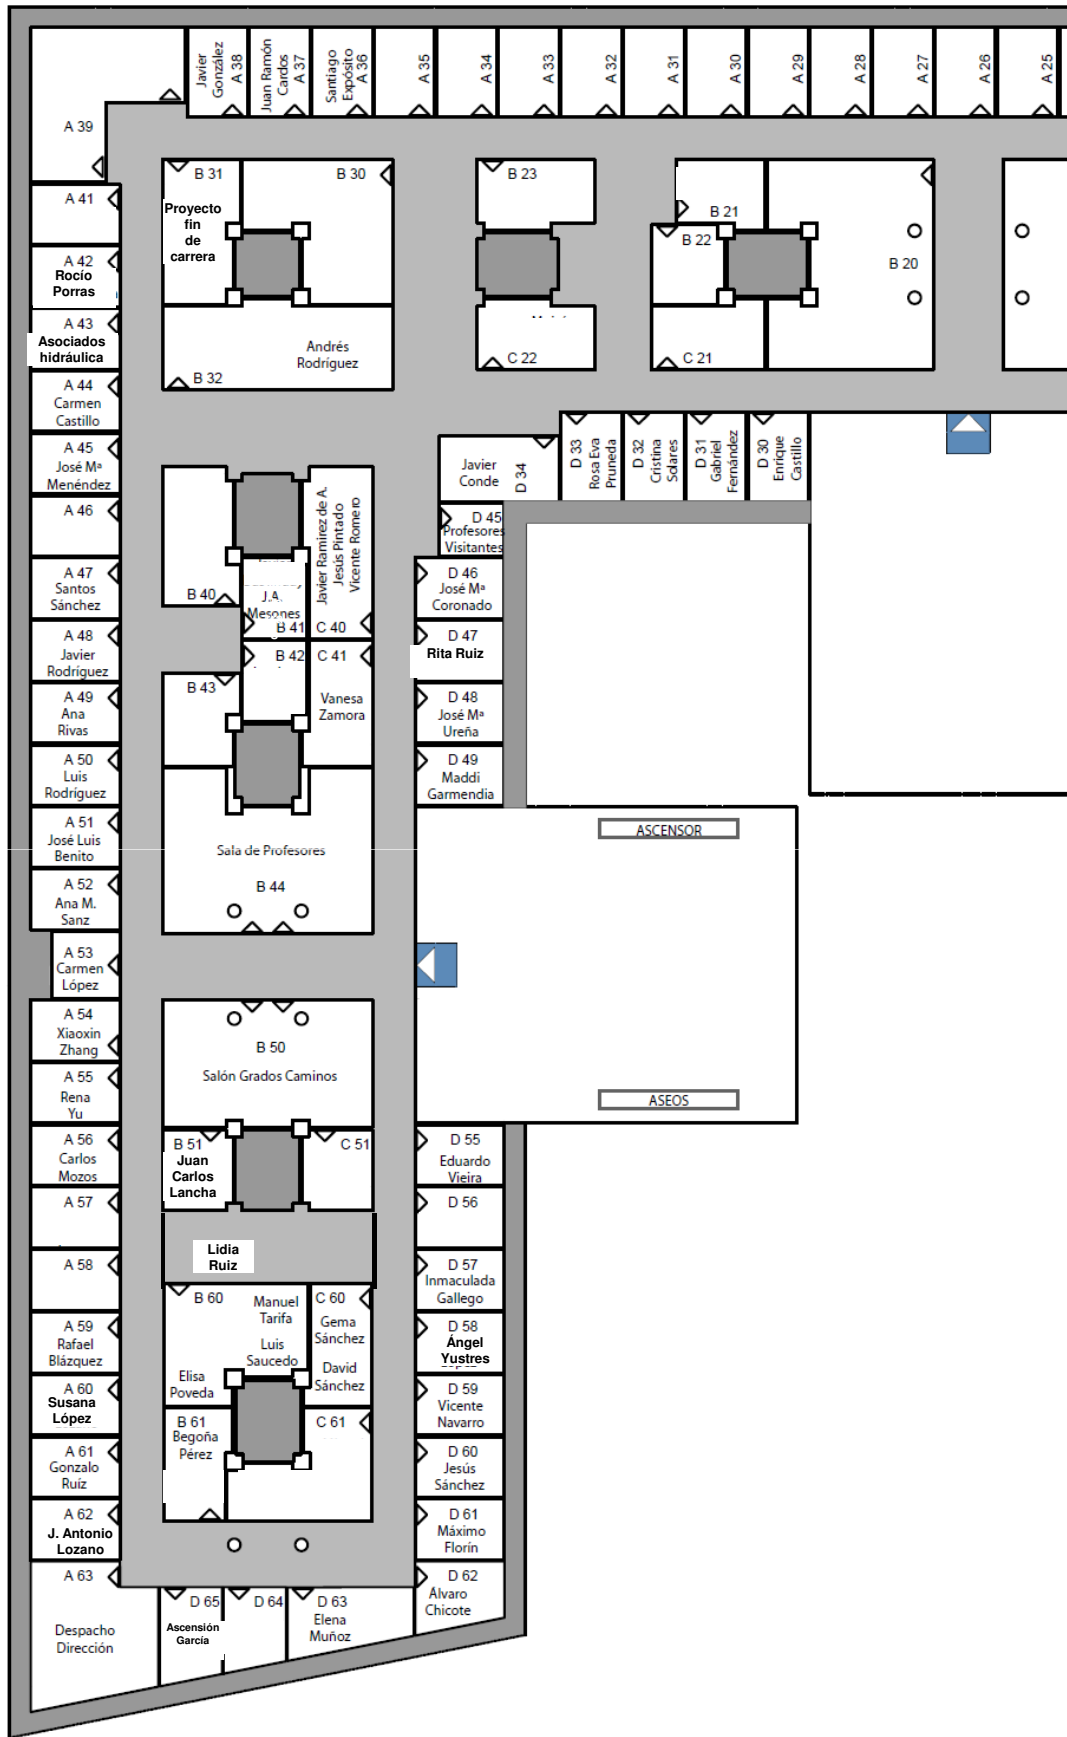 Javier
González
A 38
Juan Ramón
Cardos
A 37
Santiago
Expósito
A 36
A 35
A 34
A 33
A 32
A 31
A 30
A 29
A 28
A 27
A 26
A 25
A 39
A 41
A 42
Rocío
Porras
A 43
Asociados
hidráulica
A 44
Carmen
Castillo
A 45
José Mª
Menéndez
A 46
A 47
Santos
Sánchez
A 48
Javier
Rodríguez
A 49
Ana
Rivas
A 50
Luis
Rodríguez
A 51
José Luis
Benito
A 52
Ana M.
Sanz
A 53
Carmen
López
A 54
Xiaoxin
Zhang
A 55
Rena
Yu
A 56
Carlos
Mozos
A 57
A 58
A 59
Rafael
Blázquez
A 60
Susana
López
A 61
Gonzalo
Ruíz
A 62
J. Antonio
Lozano
A 63
Despacho
Dirección
B 31
Proyecto
fin
de
carrera
B 30
B 32
Andrés
Rodríguez
B 23
C 22
B 21
B 22
B 20
C 21
B 40
J.A.
Mesones
B 41
Javier Ramirez de A.
Jesús Pintado
Vicente Romero
C 40
B 42
C 41
Vanesa
Zamora
B 43
Sala de Profesores
B 44
B 50
Salón Grados Caminos
B 51
Juan
Carlos
Lancha
C 51
Lidia
Ruiz
B 60
Manuel
Tarifa
Luis
Saucedo
Elisa
Poveda
C 60
Gema
Sánchez
David
Sánchez
B 61
Begoña
Pérez
C 61
Javier
Conde
D 34
D 33
Rosa Eva
Pruneda
D 32
Cristina
Solares
D 31
Gabriel
Fernández
D 30
Enrique
Castillo
D 45
Profesores
Visitantes
D 46
José Mª
Coronado
D 47
Rita Ruiz
D 48
José Mª
Ureña
D 49
Maddi
Garmendia
ASCENSOR
ASEOS
D 55
Eduardo
Vieira
D 56
D 57
Inmaculada
Gallego
D 58
Ángel
Yustres
D 59
Vicente
Navarro
D 60
Jesús
Sánchez
D 61
Máximo
Florín
D 62
Álvaro
Chicote
D 65
Ascensión
García
D 64
D 63
Elena
Muñoz